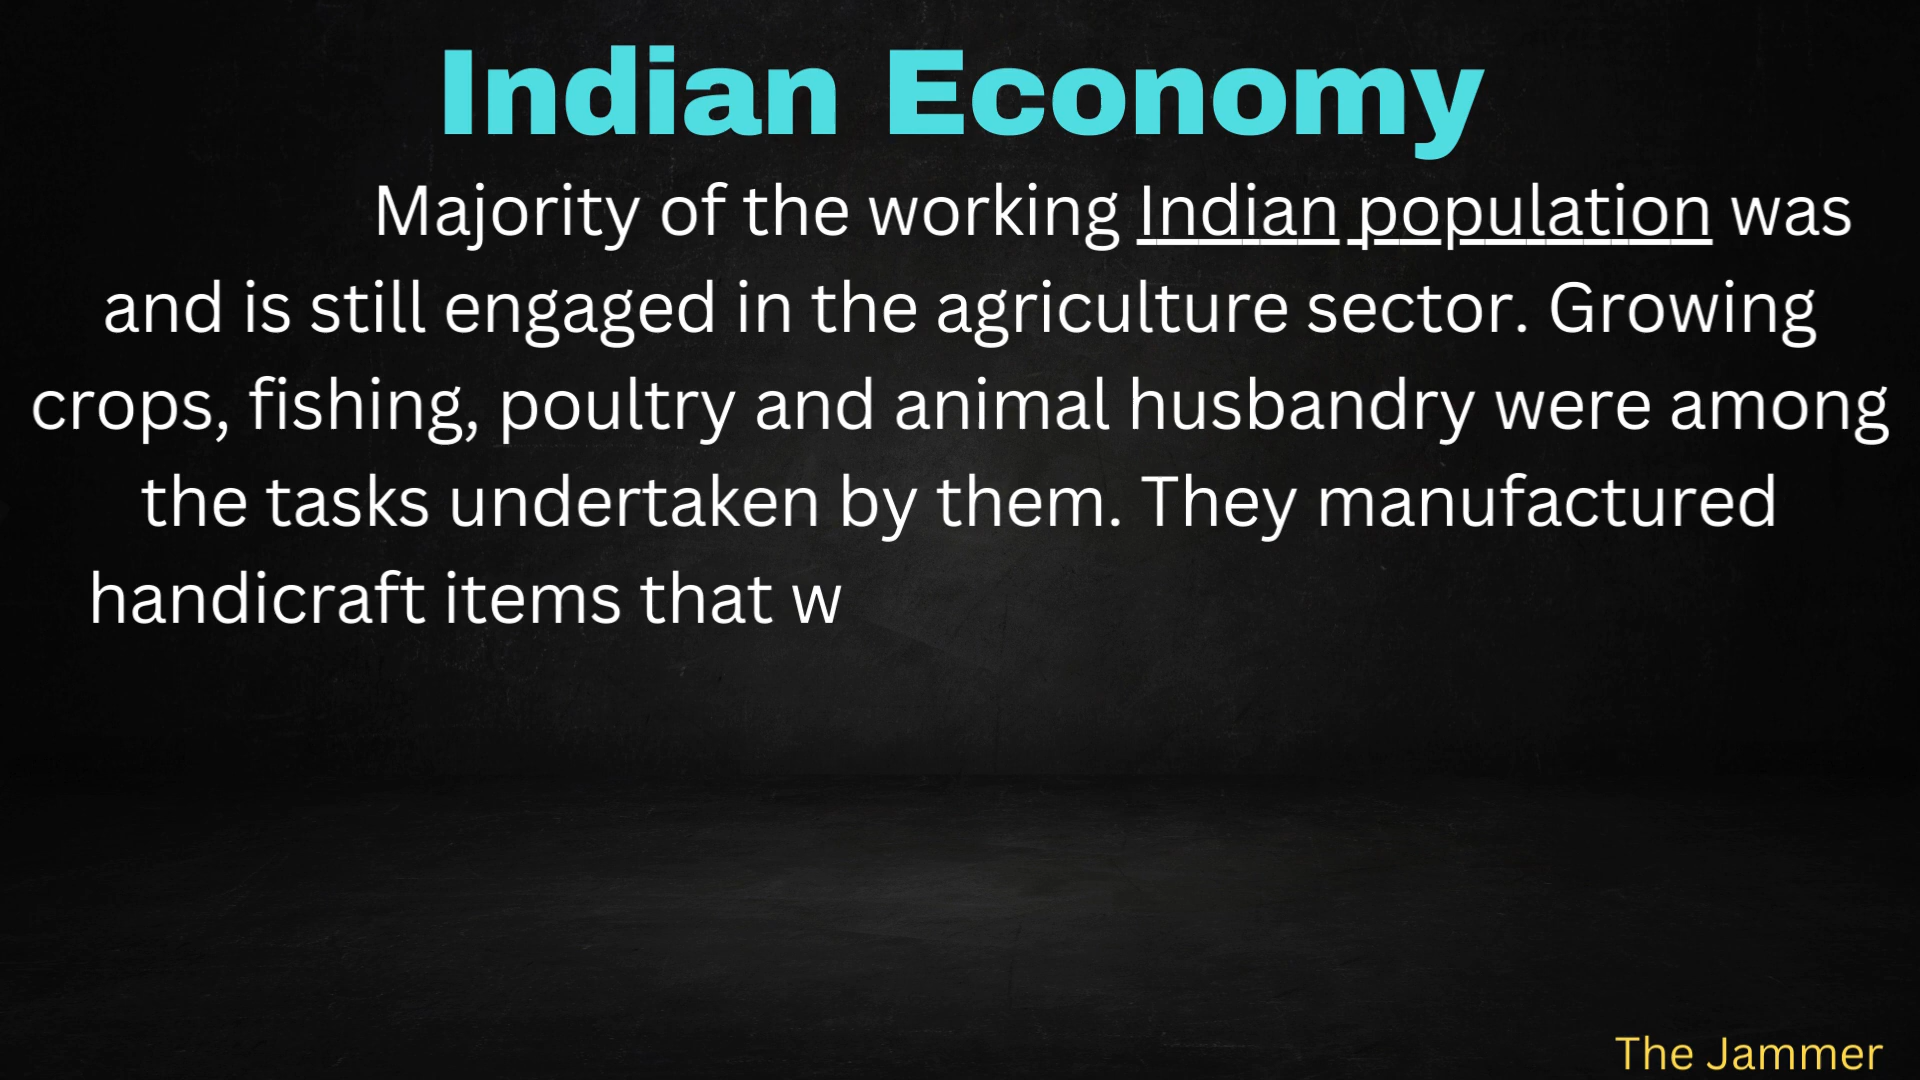 Indian Economy
Majority of the working Indian population was
and is still engaged in the agriculture sector. Growing
crops, fishing, poultry and animal husbandry were among
the tasks undertaken by them. They manufactured
handicraft items that w
The Jammer